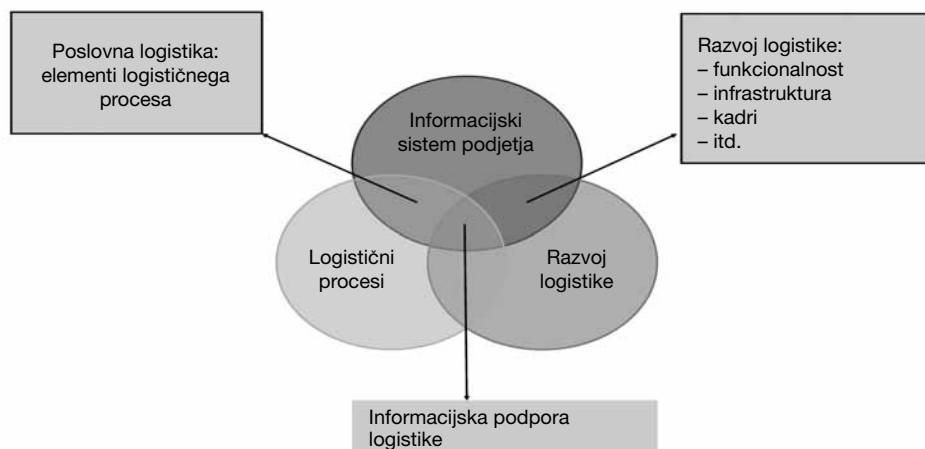 Poslovna logistika:
elementi logističnega
procesa
Razvoj logistike:
– funkcionalnost
– infrastruktura
– kadri
– itd.
Informacijski
sistem podjetja
Logistični
procesi
Razvoj
logistike
Informacijska podpora
logistike